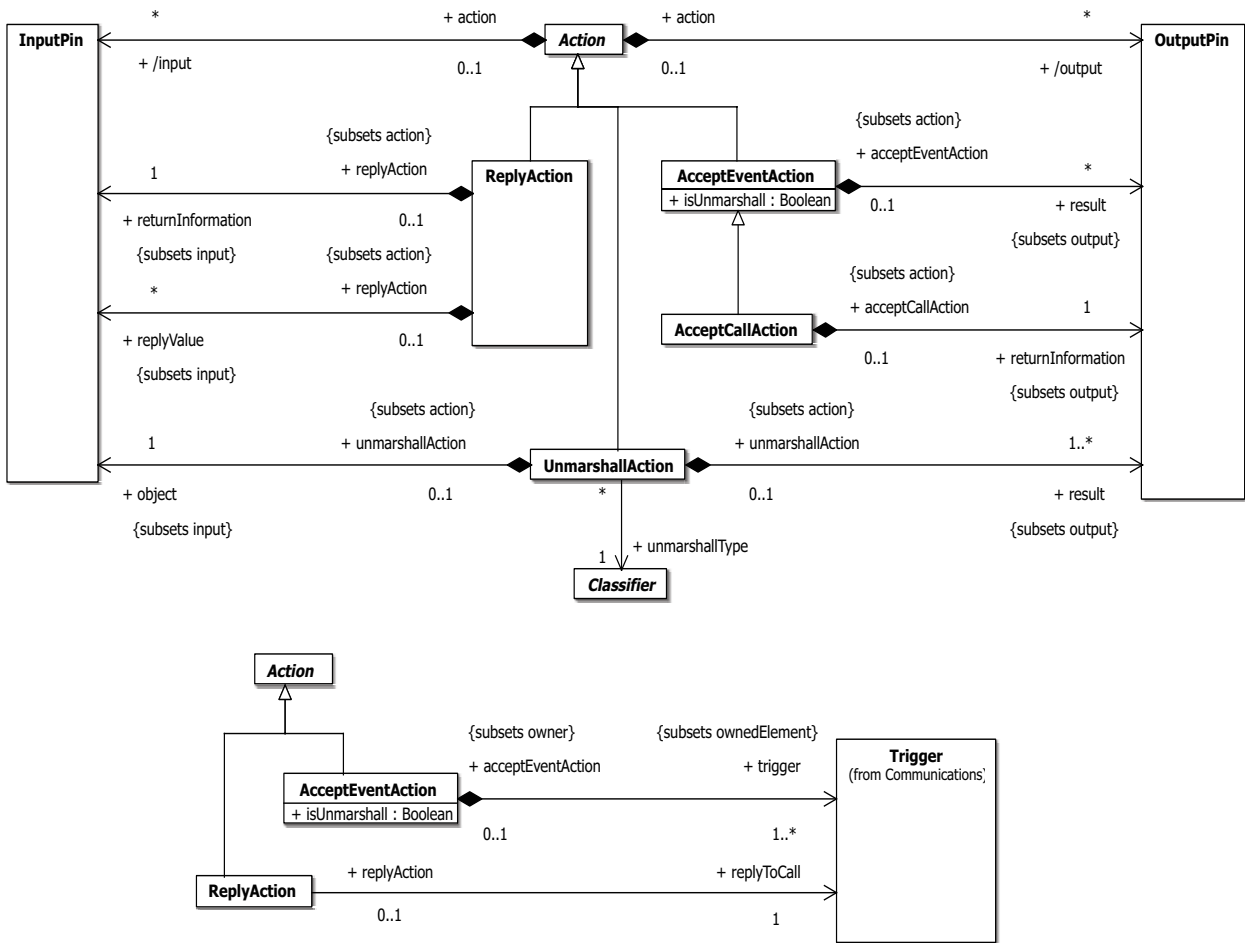 * + action + action *
InputPin Action OutputPin
+ /input 0..1 0..1 + /output
{subsets action} {subsets action}
1 + replyAction ReplyAction AcceptEventAction + acceptEventAction *
+ isUnmarshall : Boolean
+ returnInformation 0..1 0..1 + result
{subsets input} {subsets action} {subsets output}
* + replyAction {subsets action}
+ acceptCallAction 1
AcceptCallAction
+ replyValue 0..1 0..1 + returnInformation
{subsets input} {subsets output}
{subsets action} {subsets action}
1 + unmarshallAction + unmarshallAction 1..*
UnmarshallAction
+ object 0..1 * 0..1 + result
{subsets input} {subsets output}
+ unmarshallType
1
Classifier
Action
{subsets owner} {subsets ownedElement}
+ acceptEventAction + trigger Trigger
(from Communications)
AcceptEventAction
+ isUnmarshall : Boolean
0..1 1..*
+ replyAction + replyToCall
ReplyAction
0..1 1